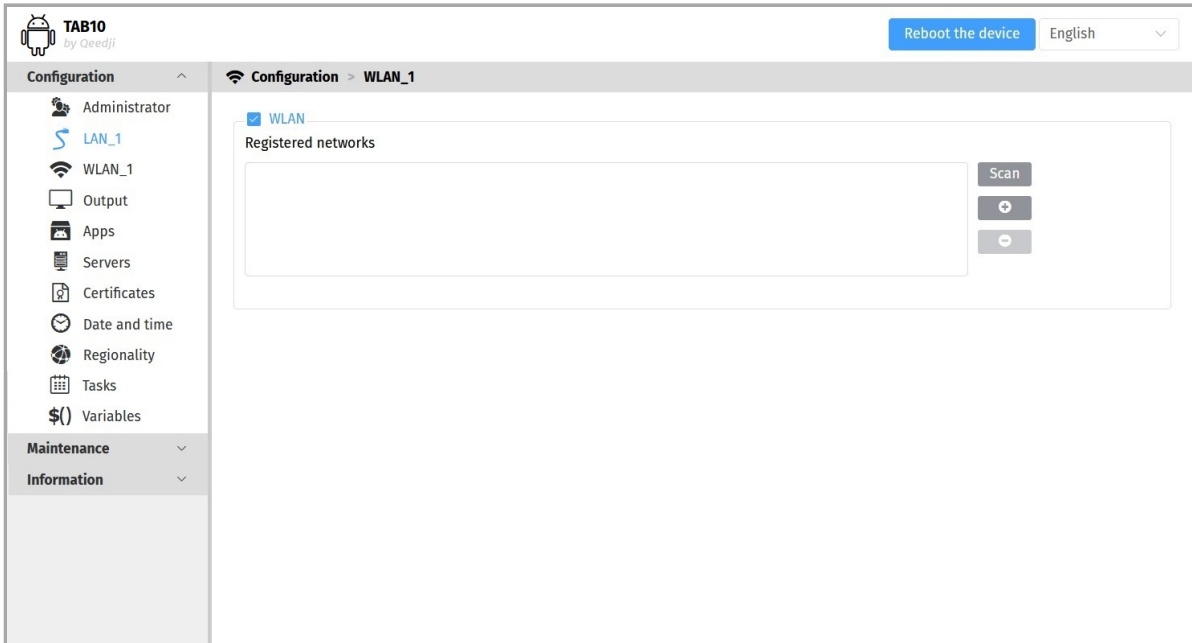 TAB10
by Qeedji
Reboot the device
English
Configuration
Administrator
LAN_1
WLAN_1
Output
Apps
Servers
Certificates
Date and time
Regionality
Tasks
$() Variables
Maintenance
Information
Configuration > WLAN_1
WLAN
Registered networks
Scan